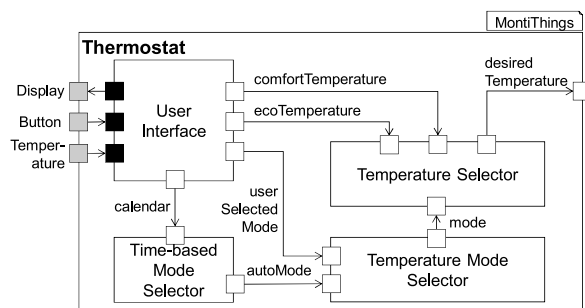 MontiThings
Thermostat
desired
Temperature
Display
Button
Temper-
ature
User
Interface
comfortTemperature
ecoTemperature
Temperature Selector
calendar
user
Selected
Mode
mode
Time-based
Mode
Selector
autoMode
Temperature Mode
Selector